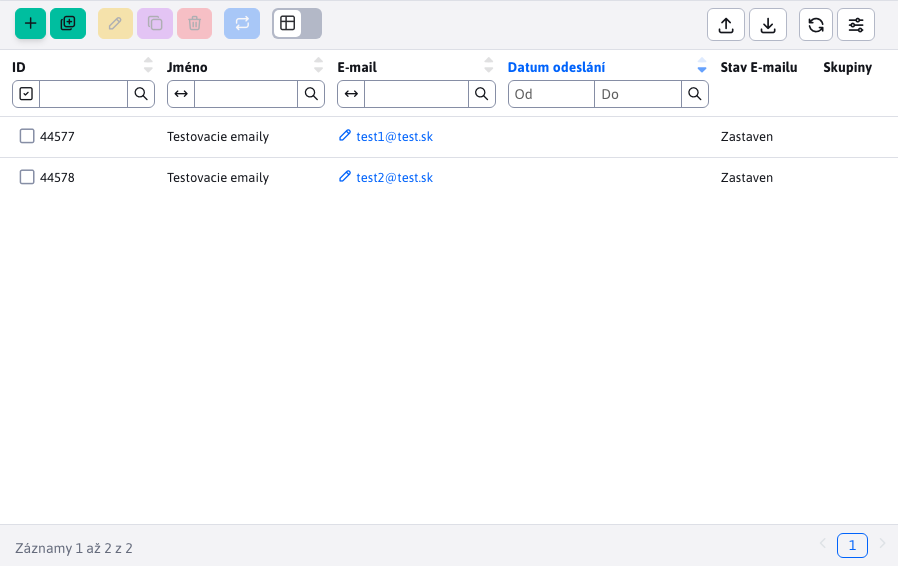 ID Jméno E-mail Datum odeslání Stav E-mailu Skupiny
Od Do
44577 Testovacie emaily test1@test.sk Zastaven
44578 Testovacie emaily test2@test.sk Zastaven
Záznamy 1 až 2 z 2 1